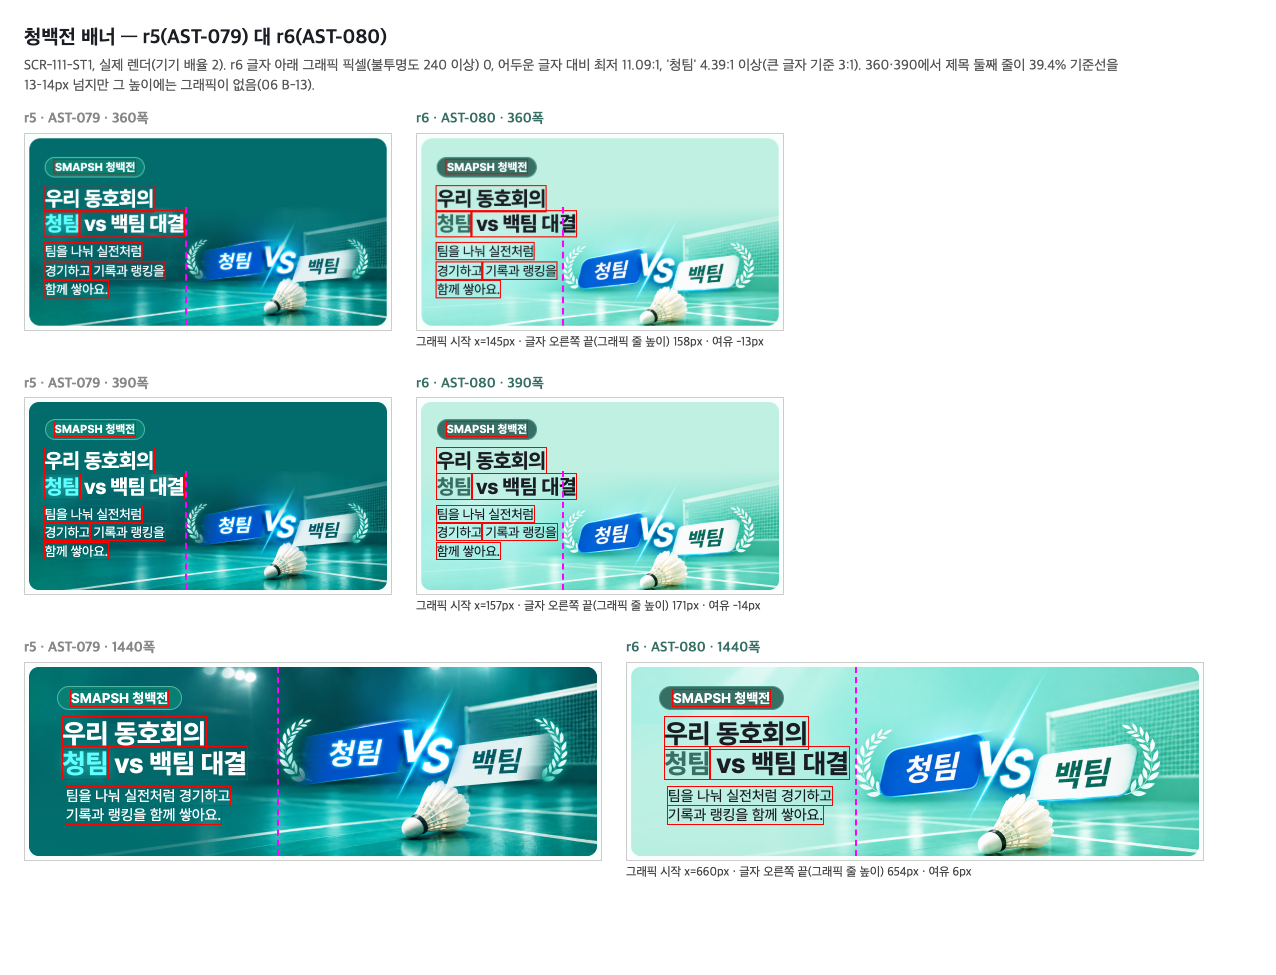 청백전 배너 — r5(AST-079) 대 r6(AST-080)
SCR-111-ST1, 실제 렌더(기기 배율 2). r6 글자 아래 그래픽 픽셀(불투명도 240 이상) 0, 어두운 글자 대비 최저 11.09:1, '청팀' 4.39:1 이상(큰 글자 기준 3:1). 360·390에서 제목 둘째 줄이 39.4% 기준선을
13-14px 넘지만 그 높이에는 그래픽이 없음(06 B-13).
r5 · AST-079 · 360폭
r6 · AST-080 · 360폭
SMAPSH 청백전
우리 동호회의
청팀 vs 백팀 대결
팀을 나눠 실전처럼
경기하고 기록과 랭킹을
함께 쌓아요.
청팀 VS 백팀
SMAPSH 청백전
우리 동호회의
청팀 vs 백팀 대결
팀을 나눠 실전처럼
경기하고 기록과 랭킹을
함께 쌓아요.
청팀 VS 백팀
그래픽 시작 x=145px · 글자 오른쪽 끝(그래픽 줄 높이) 158px · 여유 -13px
r5 · AST-079 · 390폭
r6 · AST-080 · 390폭
SMAPSH 청백전
우리 동호회의
청팀 vs 백팀 대결
팀을 나눠 실전처럼
경기하고 기록과 랭킹을
함께 쌓아요.
청팀 VS 백팀
SMAPSH 청백전
우리 동호회의
청팀 vs 백팀 대결
팀을 나눠 실전처럼
경기하고 기록과 랭킹을
함께 쌓아요.
청팀 VS 백팀
그래픽 시작 x=157px · 글자 오른쪽 끝(그래픽 줄 높이) 171px · 여유 -14px
r5 · AST-079 · 1440폭
r6 · AST-080 · 1440폭
SMAPSH 청백전
우리 동호회의
청팀 vs 백팀 대결
팀을 나눠 실전처럼 경기하고
기록과 랭킹을 함께 쌓아요.
청팀 VS 백팀
SMAPSH 청백전
우리 동호회의
청팀 vs 백팀 대결
팀을 나눠 실전처럼 경기하고
기록과 랭킹을 함께 쌓아요.
청팀 VS 백팀
그래픽 시작 x=660px · 글자 오른쪽 끝(그래픽 줄 높이) 654px · 여유 6px